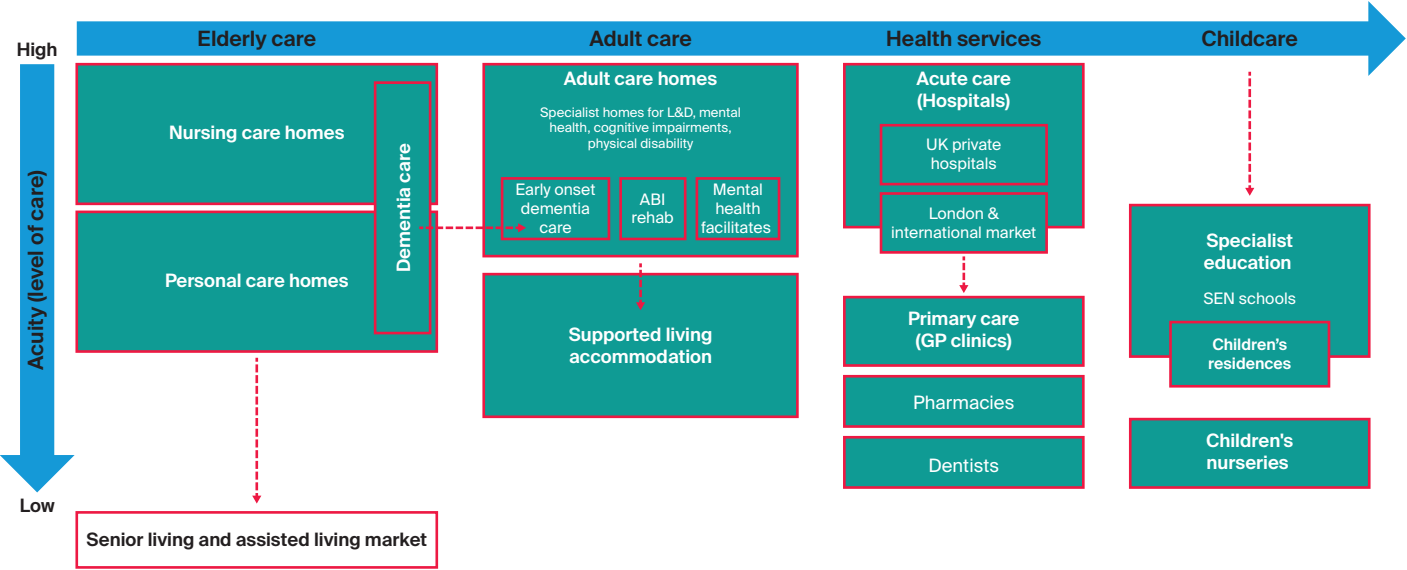 Elderly care
Adult care
Health services
Childcare
High
Acuity (level of care)
Low
Nursing care homes
Personal care homes
Dementia care
Senior living and assisted living market
Adult care homes
Specialist homes for L&D, mental
health, cognitive impairments,
physical disability
Early onset
dementia
care
ABI
rehab
Mental
health
facilitates
Supported living
accommodation
Acute care
(Hospitals)
UK private
hospitals
London &
international market
Primary care
(GP clinics)
Pharmacies
Dentists
Specialist
education
SEN schools
Children's
residences
Children's
nurseries